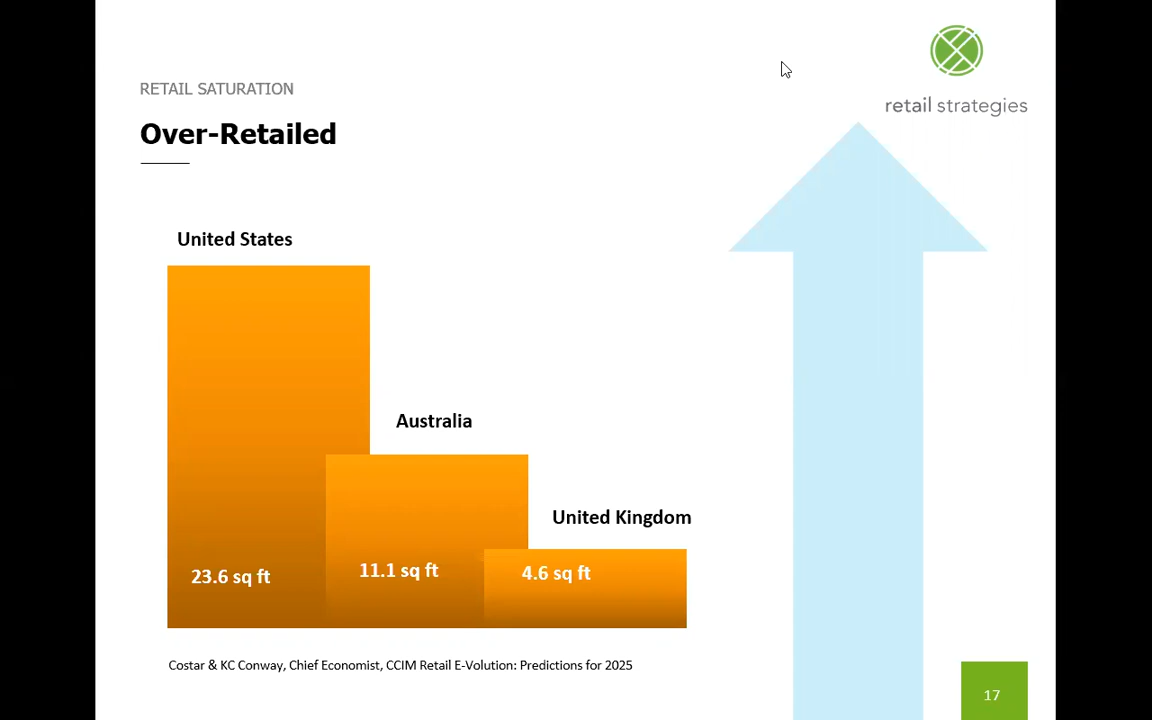 retail strategies
RETAIL SATURATION
Over-Retailed
United States
Australia
United Kingdom
23.6 sq ft
11.1 sq ft
4.6 sq ft
Costar & KC Conway, Chief Economist, CCIM Retail E-Volution: Predictions for 2025
17